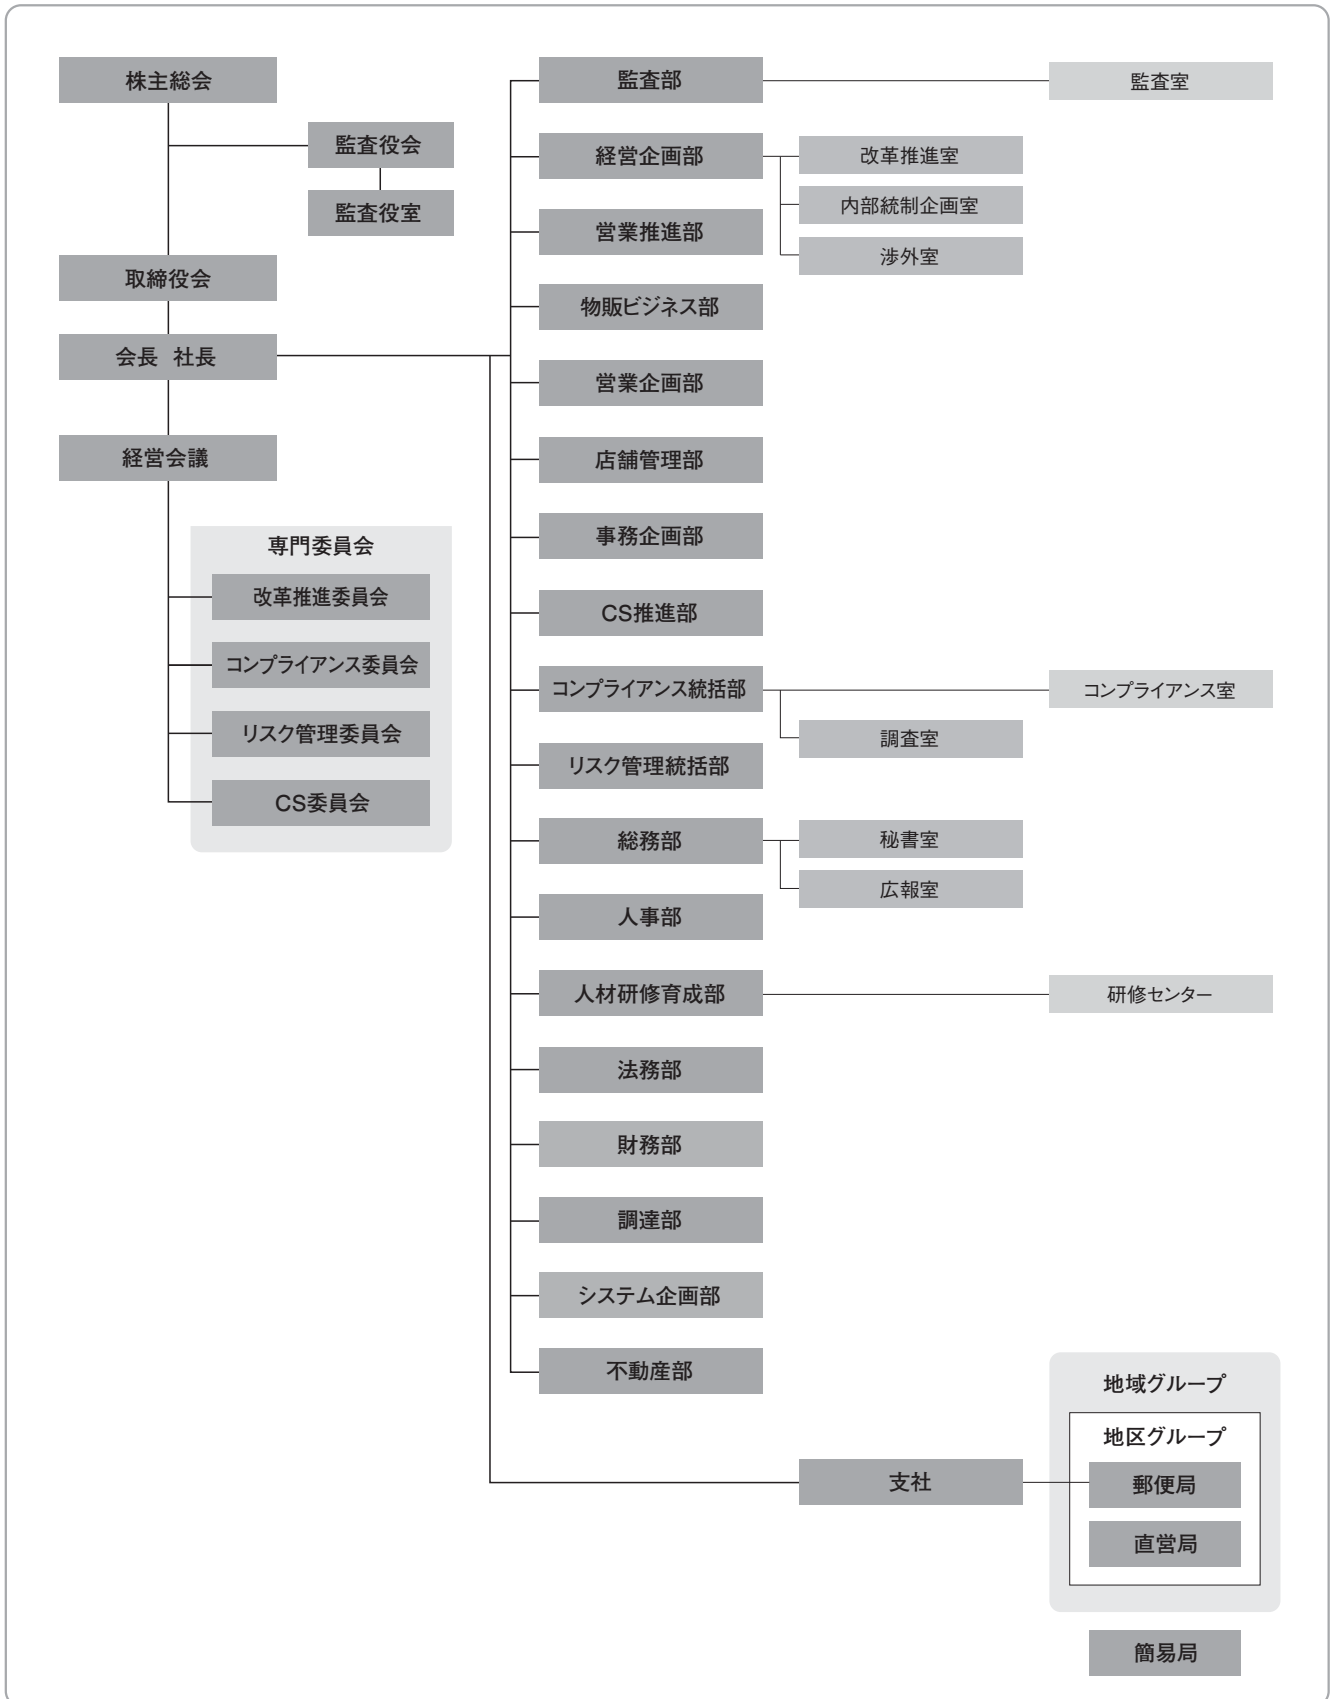 株主総会
監査役会
監査役室
取締役会
会長 社長
経営会議
専門委員会
改革推進委員会
コンプライアンス委員会
リスク管理委員会
CS委員会
監査部
監査室
経営企画部
改革推進室
内部統制企画室
渉外室
営業推進部
物販ビジネス部
営業企画部
店舗管理部
事務企画部
CS推進部
コンプライアンス統括部
コンプライアンス室
調査室
リスク管理統括部
総務部
秘書室
広報室
人事部
人材研修育成部
研修センター
法務部
財務部
調達部
システム企画部
不動産部
支社
地域グループ
地区グループ
郵便局
直営局
簡易局